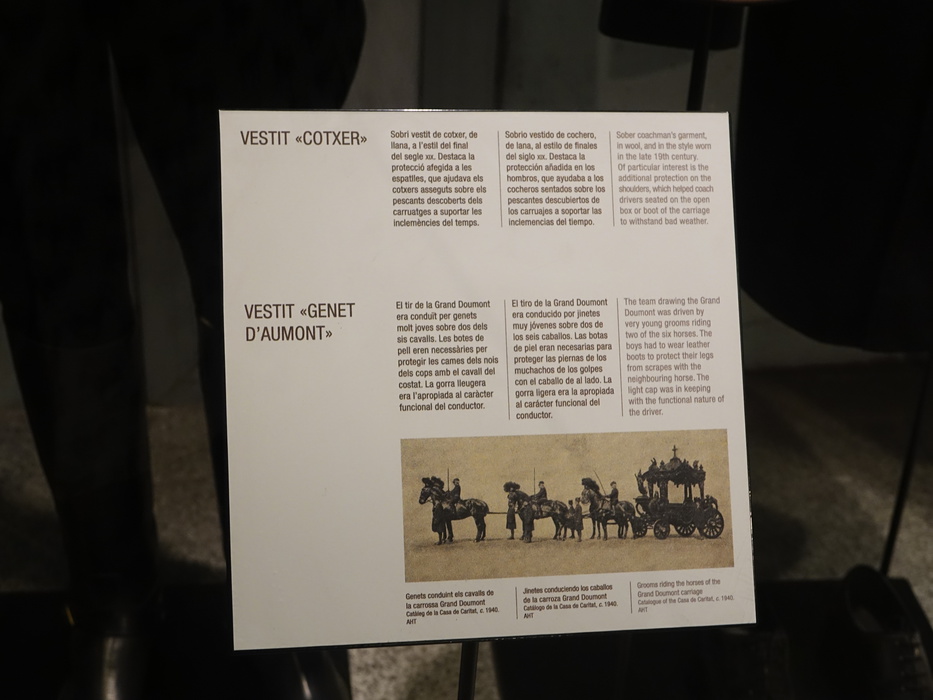 VESTIT «COTXER»
Sobri vestit de cotxer, de
llana, a l'estil del final
del segle XIX. Destaca la
protecció afegida a les
espatlles, que ajudava els
cotxers asseguts sobre els
pescants descoberts dels
carruatges a suportar les
inclemències del temps.
Sobrio vestido de cochero,
de lana, al estilo de finales
del siglo XIX. Destaca la
protección añadida en los
hombros, que ayudaba a los
cocheros sentados sobre los
pescantes descubiertos de
los carruajes a soportar las
inclemencias del tiempo.
Sober coachman's garment,
in wool, and in the style worn
in the late 19th century.
Of particular interest is the
additional protection on the
shoulders, which helped coach
drivers seated on the open
box or boot of the carriage
to withstand bad weather.
VESTIT «GENET
D'AUMONT»
El tir de la Grand Doumont
era conduït per genets
molt joves sobre dos dels
sis cavalls. Les botes de
pell eren necessàries per
protegir les cames dels nois
dels cops amb el cavall del
costat. La gorra lleugera
era l'apropiada al caràcter
funcional del conductor.
El tiro de la Grand Doumont
era conducido por jinetes
muy jóvenes sobre dos de
los seis caballos. Las botas
de piel eran necesarias para
proteger las piernas de los
muchachos de los golpes
con el caballo de al lado. La
gorra ligera era la apropiada
al carácter funcional del
conductor.
The team drawing the Grand
Doumont was driven by
very young grooms riding
two of the six horses. The
boys had to wear leather
boots to protect their legs
from scrapes with the
neighbouring horse. The
light cap was in keeping
with the functional nature of
the driver.
Genets conduint els cavalls de
la carrossa Grand Doumont
Catàleg de la Casa de Caritat, c. 1940.
AHT
Jinetes conduciendo los caballos
de la carroza Grand Doumont
Catálogo de la Casa de Caritat, c. 1940.
AHT
Grooms riding the horses of the
Grand Doumont carriage
Catalogue of the Casa de Caritat, c. 1940.
AHT